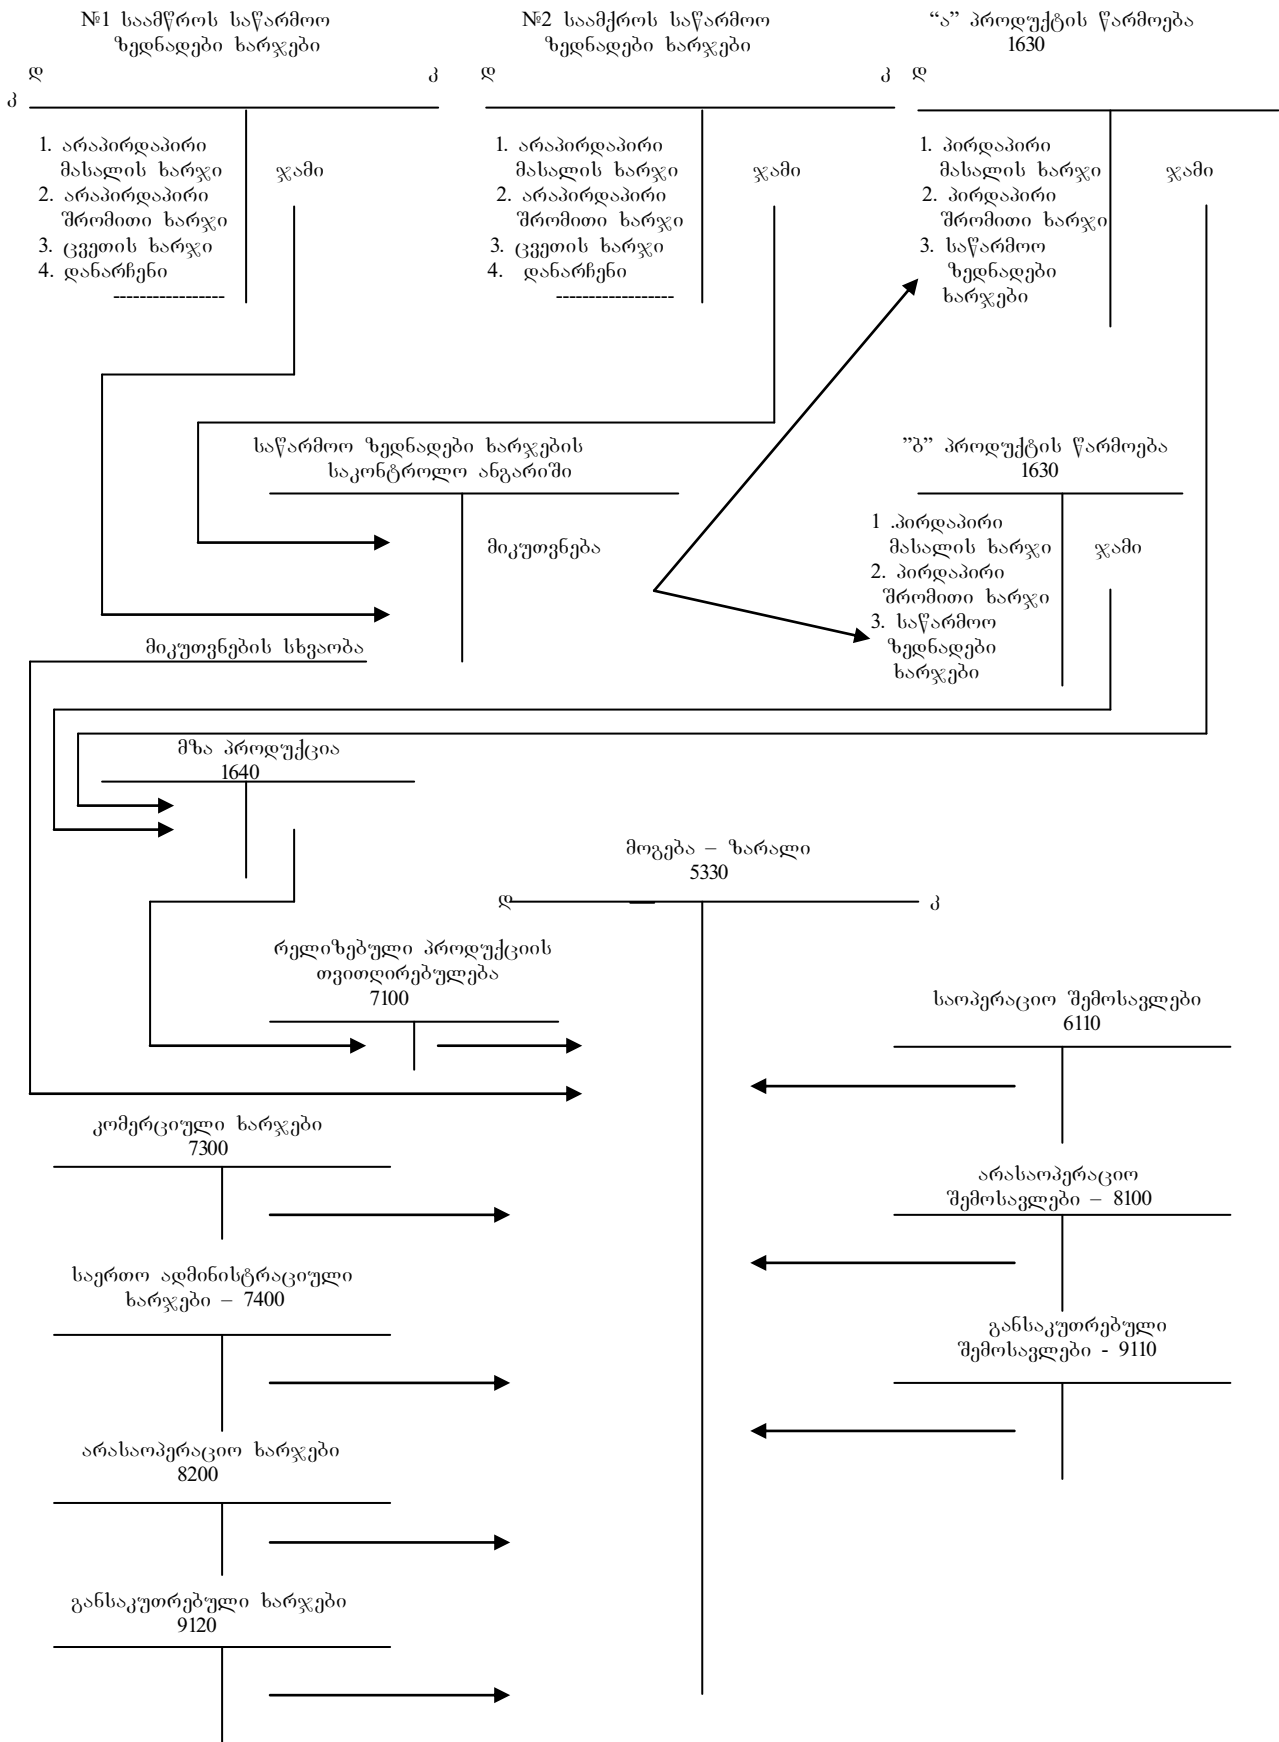 №1 საამწროს საწარმოო
ზედნადები ხარჯები
დ კ
1. არაპირდაპირი
მასალის ხარჯი
2. არაპირდაპირი
შრომითი ხარჯი
3. ცვეთის ხარჯი
4. დანარჩენი
-----------------
ჯამი
№2 საამქროს საწარმოო
ზედნადები ხარჯები
დ კ
1. არაპირდაპირი
მასალის ხარჯი
2. არაპირდაპირი
შრომითი ხარჯი
3. ცვეთის ხარჯი
4. დანარჩენი
------------------
ჯამი
“ა” პროდუქტის წარმოება
1630
დ
კ
1. პირდაპირი
მასალის ხარჯი
2. პირდაპირი
შრომითი ხარჯი
3. საწარმოო
ზედნადები
ხარჯები
ჯამი
საწარმოო ზედნადები ხარჯების
საკონტროლო ანგარიში
მიკუთვნება
მიკუთვნების სხვაობა
”ბ” პროდუქტის წარმოება
1630
1 .პირდაპირი
მასალის ხარჯი
2. პირდაპირი
შრომითი ხარჯი
3. საწარმოო
ზედნადები
ხარჯები
ჯამი
მზა პროდუქცია
1640
მოგება – ზარალი
5330
დ კ
რელიზებული პროდუქციის
თვითღირებულება
7100
საოპერაციო შემოსავლები
6110
კომერციული ხარჯები
7300
არასაოპერაციო
შემოსავლები – 8100
საერთო ადმინისტრაციული
ხარჯები – 7400
განსაკუთრებული
შემოსავლები - 9110
არასაოპერაციო ხარჯები
8200
განსაკუთრებული ხარჯები
9120